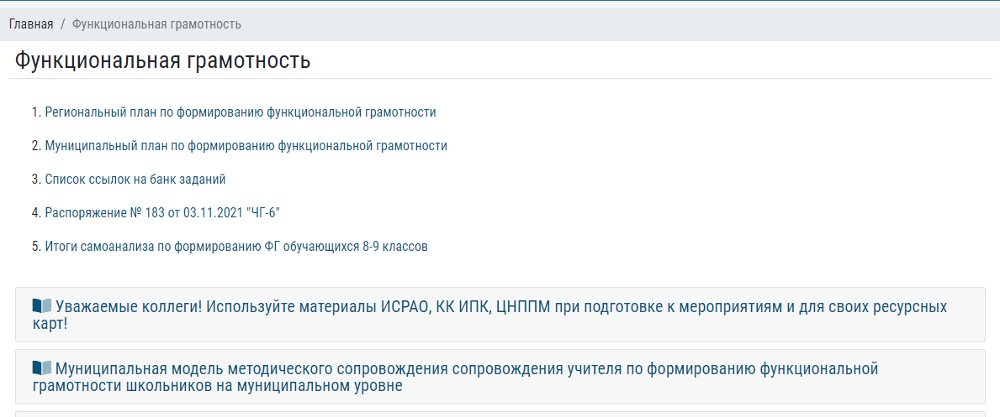 Главная / Функциональная грамотность
Функциональная грамотность
1. Региональный план по формированию функциональной грамотности
2. Муниципальный план по формированию функциональной грамотности
3. Список ссылок на банк заданий
4. Распоряжение № 183 от 03.11.2021 "ЧГ-6"
5. Итоги самоанализа по формированию ФГ обучающихся 8-9 классов
Уважаемые коллеги! Используйте материалы ИСРАО, КК ИПК, ЦНППМ при подготовке к мероприятиям и для своих ресурсных
карт!
Муниципальная модель методического сопровождения сопровождения учителя по формированию функциональной
грамотности школьников на муниципальном уровне